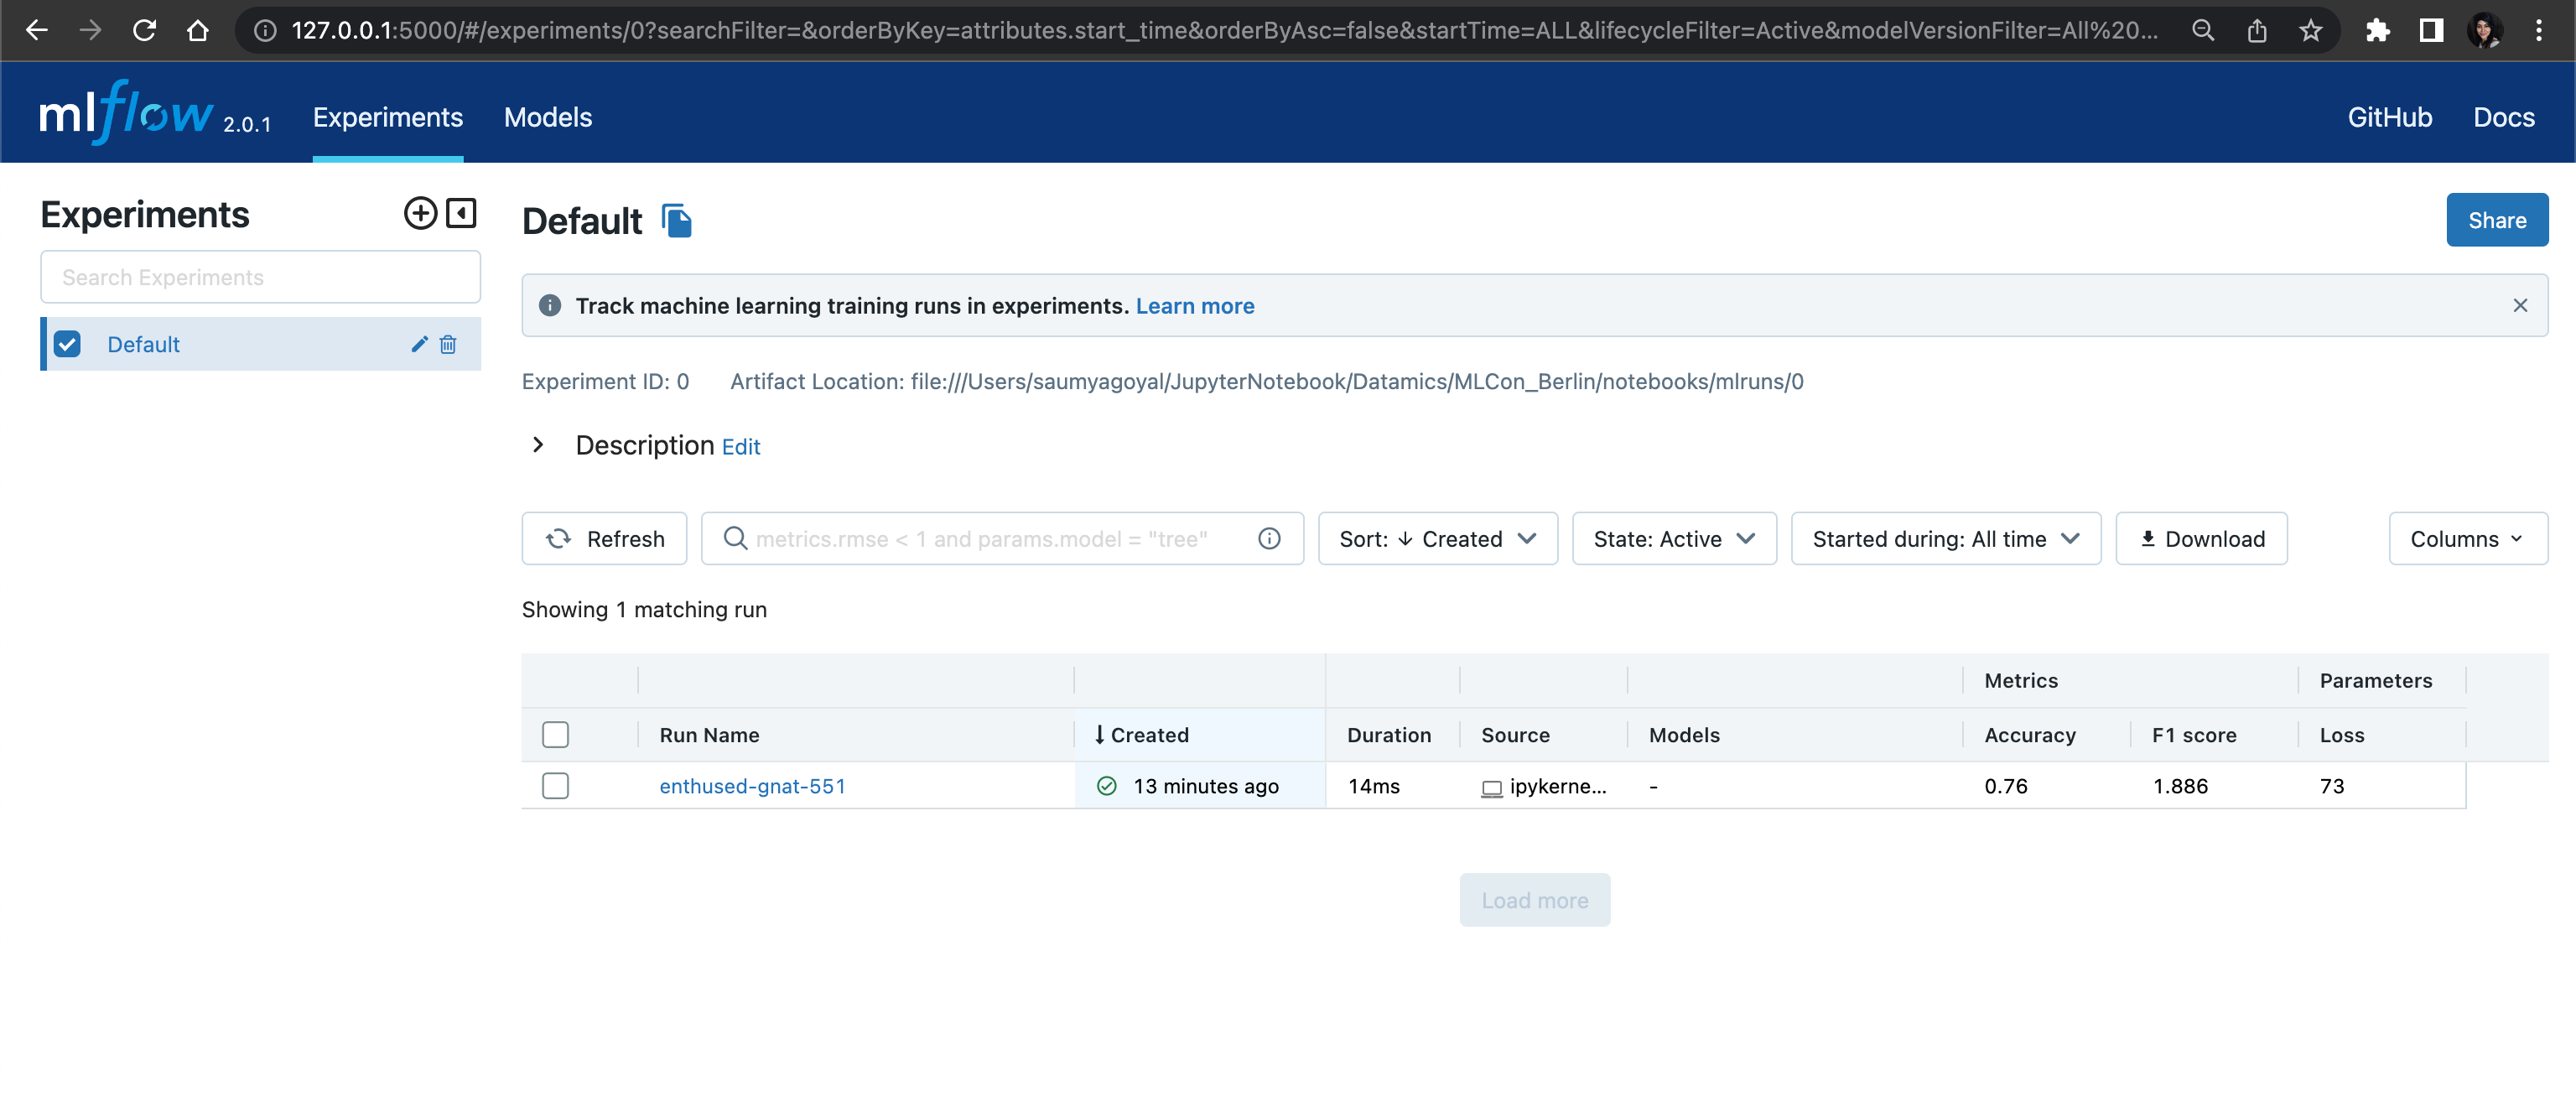 127.0.0.1:5000/#/experiments/0?searchFilter=&orderByKey=attributes.start_time&orderByAsc=false&startTime=ALL&lifecycleFilter=Active&modelVersionFilter=All%20...
mlflow 2.0.1 Experiments Models GitHub Docs
Experiments
Search Experiments
Default
Default
Share
Track machine learning training runs in experiments. Learn more
Experiment ID: 0 Artifact Location: file:///Users/saumyagoyal/JupyterNotebook/Datamics/MLCon_Berlin/notebooks/mlruns/0
Description Edit
Refresh metrics.rmse < 1 and params.model = "tree" Sort: ↓ Created State: Active Started during: All time Download Columns
Showing 1 matching run
Metrics Parameters
Run Name ↓ Created Duration Source Models Accuracy F1 score Loss
enthused-gnat-551 13 minutes ago 14ms ipykerne... - 0.76 1.886 73
Load more